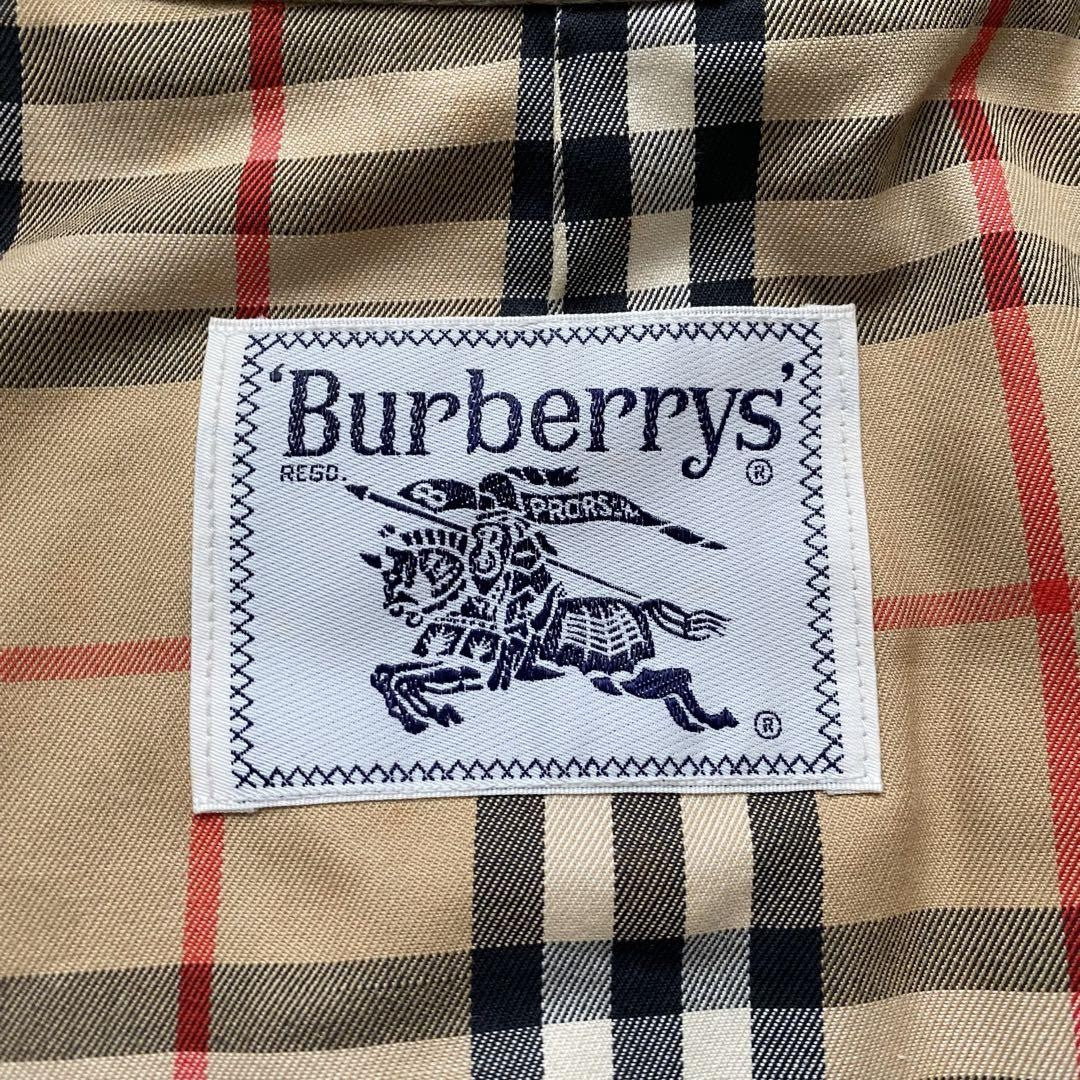 'Burberrys'
REGD. ®
B PRORSUM
®